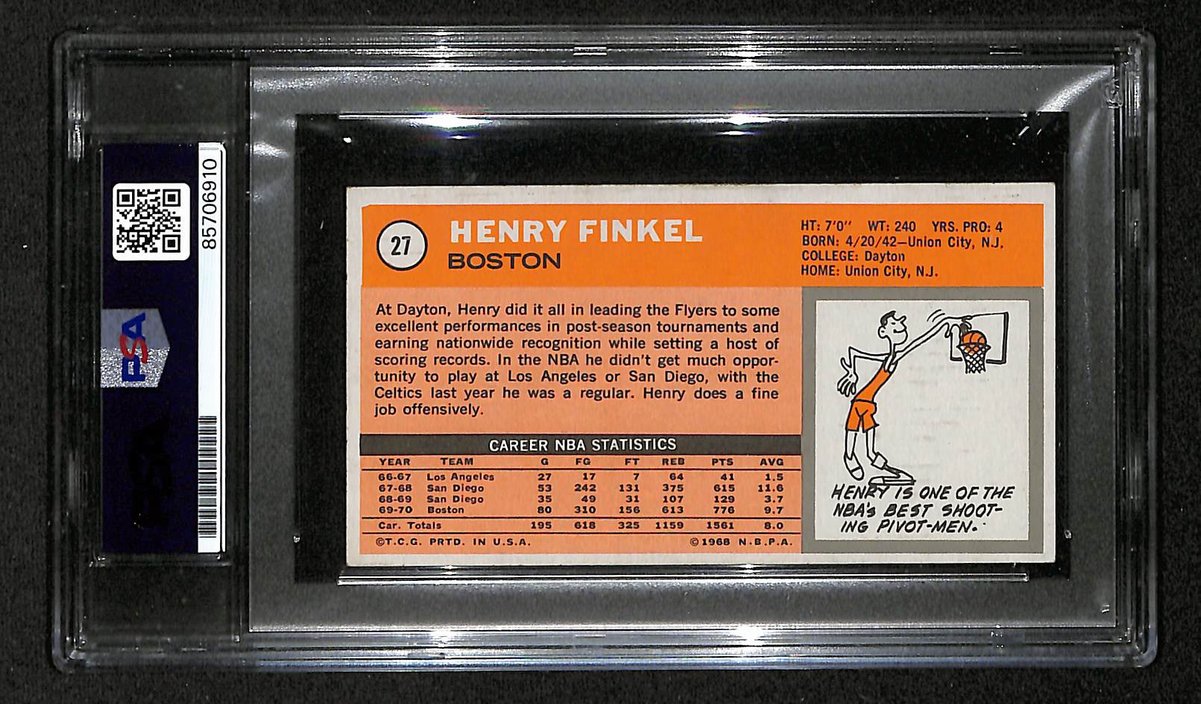 85706910
PSA
27
HENRY FINKEL
BOSTON
HT: 7'0" WT: 240 YRS. PRO: 4
BORN: 4/20/42—Union City, N.J.
COLLEGE: Dayton
HOME: Union City, N.J.
At Dayton, Henry did it all in leading the Flyers to some
excellent performances in post-season tournaments and
earning nationwide recognition while setting a host of
scoring records. In the NBA he didn't get much oppor-
tunity to play at Los Angeles or San Diego, with the
Celtics last year he was a regular. Henry does a fine
job offensively.
CAREER NBA STATISTICS
YEAR TEAM G FG FT REB PTS AVG
66-67 Los Angeles 27 17 7 64 41 1.5
67-68 San Diego 53 242 131 375 615 11.6
68-69 San Diego 35 49 31 107 129 3.7
69-70 Boston 80 310 156 613 776 9.7
Car. Totals 195 618 325 1159 1561 8.0
©T.C.G. PRTD. IN U.S.A. ©1968 N.B.P.A.
HENRY IS ONE OF THE
NBA's BEST SHOOT-
ING PIVOT-MEN.
PSA